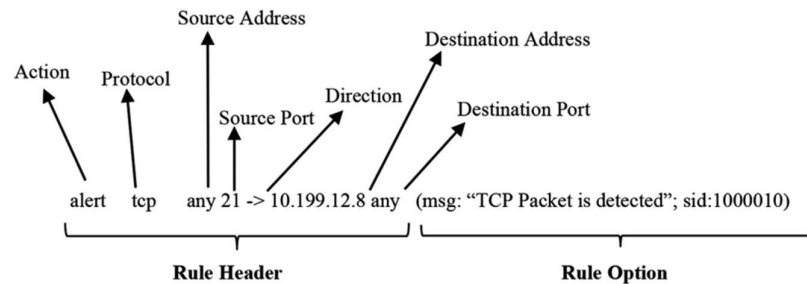 Source Address
Destination Address
Action
Protocol
Direction
Source Port
Destination Port
alert tcp any 21 -> 10.199.12.8 any (msg: “TCP Packet is detected”; sid:1000010)
Rule Header
Rule Option